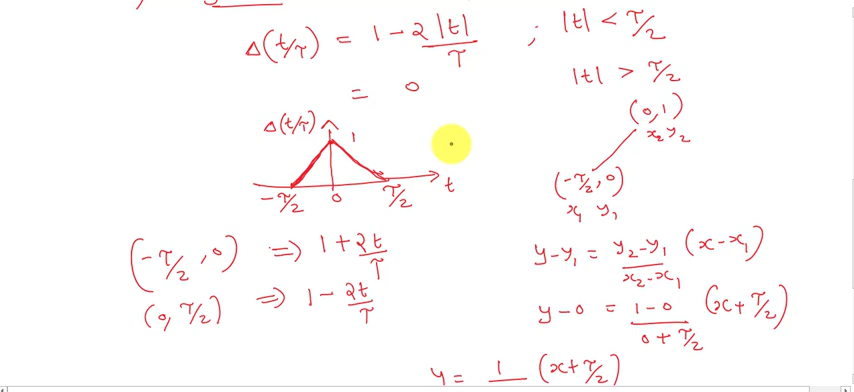 Δ(t/τ) = 1 - 2|t|/τ ; |t| < τ/2
= 0 |t| > τ/2
Δ(t/τ)
1
-τ/2 0 τ/2 t
(0,1)
x₂ y₂
(-τ/2, 0)
x₁ y₁
(-τ/2, 0) ⇒ 1 + 2t/τ
(0, τ/2) ⇒ 1 - 2t/τ
y-y₁ = y₂-y₁/x₂-x₁ (x-x₁)
y-0 = 1-0/0+τ/2 (x+τ/2)
y = 1 (x+τ/2)